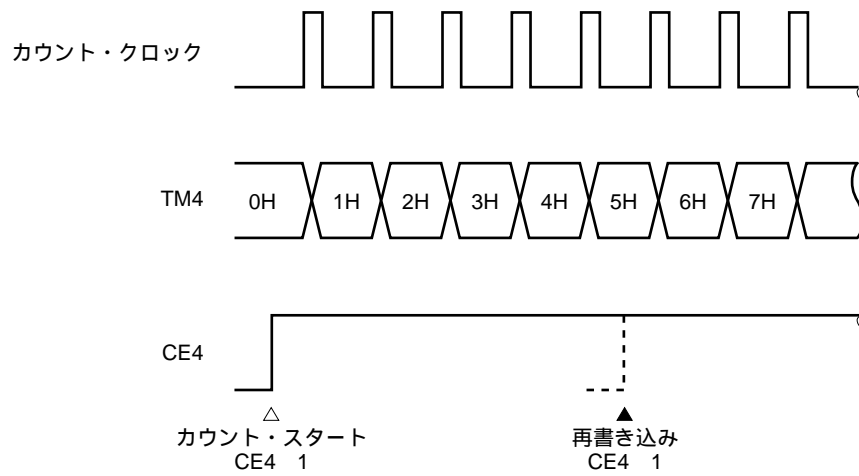 カウント・クロック
TM4
0H 1H 2H 3H 4H 5H 6H 7H
CE4
△ ▲
カウント・スタート 再書き込み
CE4 1 CE4 1